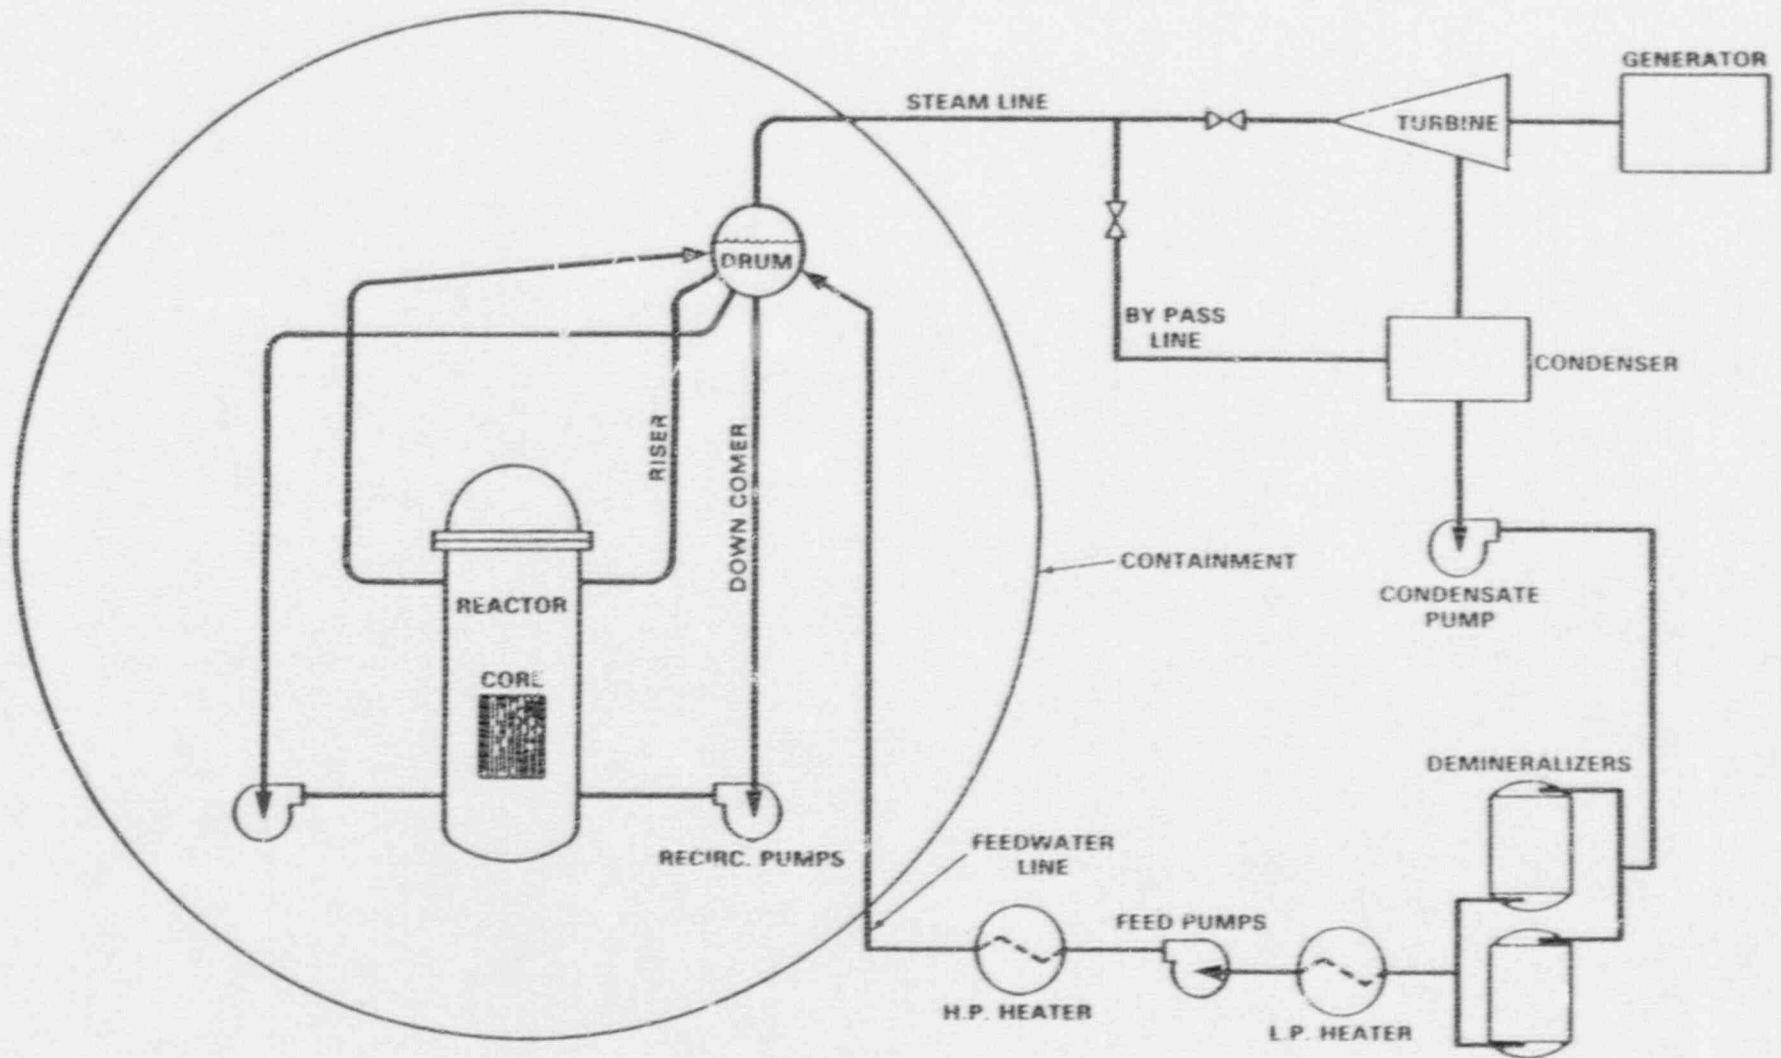 GENERATOR
STEAM LINE
TURBINE
DRUM
BY PASS
LINE
CONDENSER
RISER
DOWN COMER
CONTAINMENT
CONDENSATE
PUMP
REACTOR
CORE
DEMINERALIZERS
RECIRC. PUMPS
FEEDWATER
LINE
FEED PUMPS
H.P. HEATER
L.P. HEATER